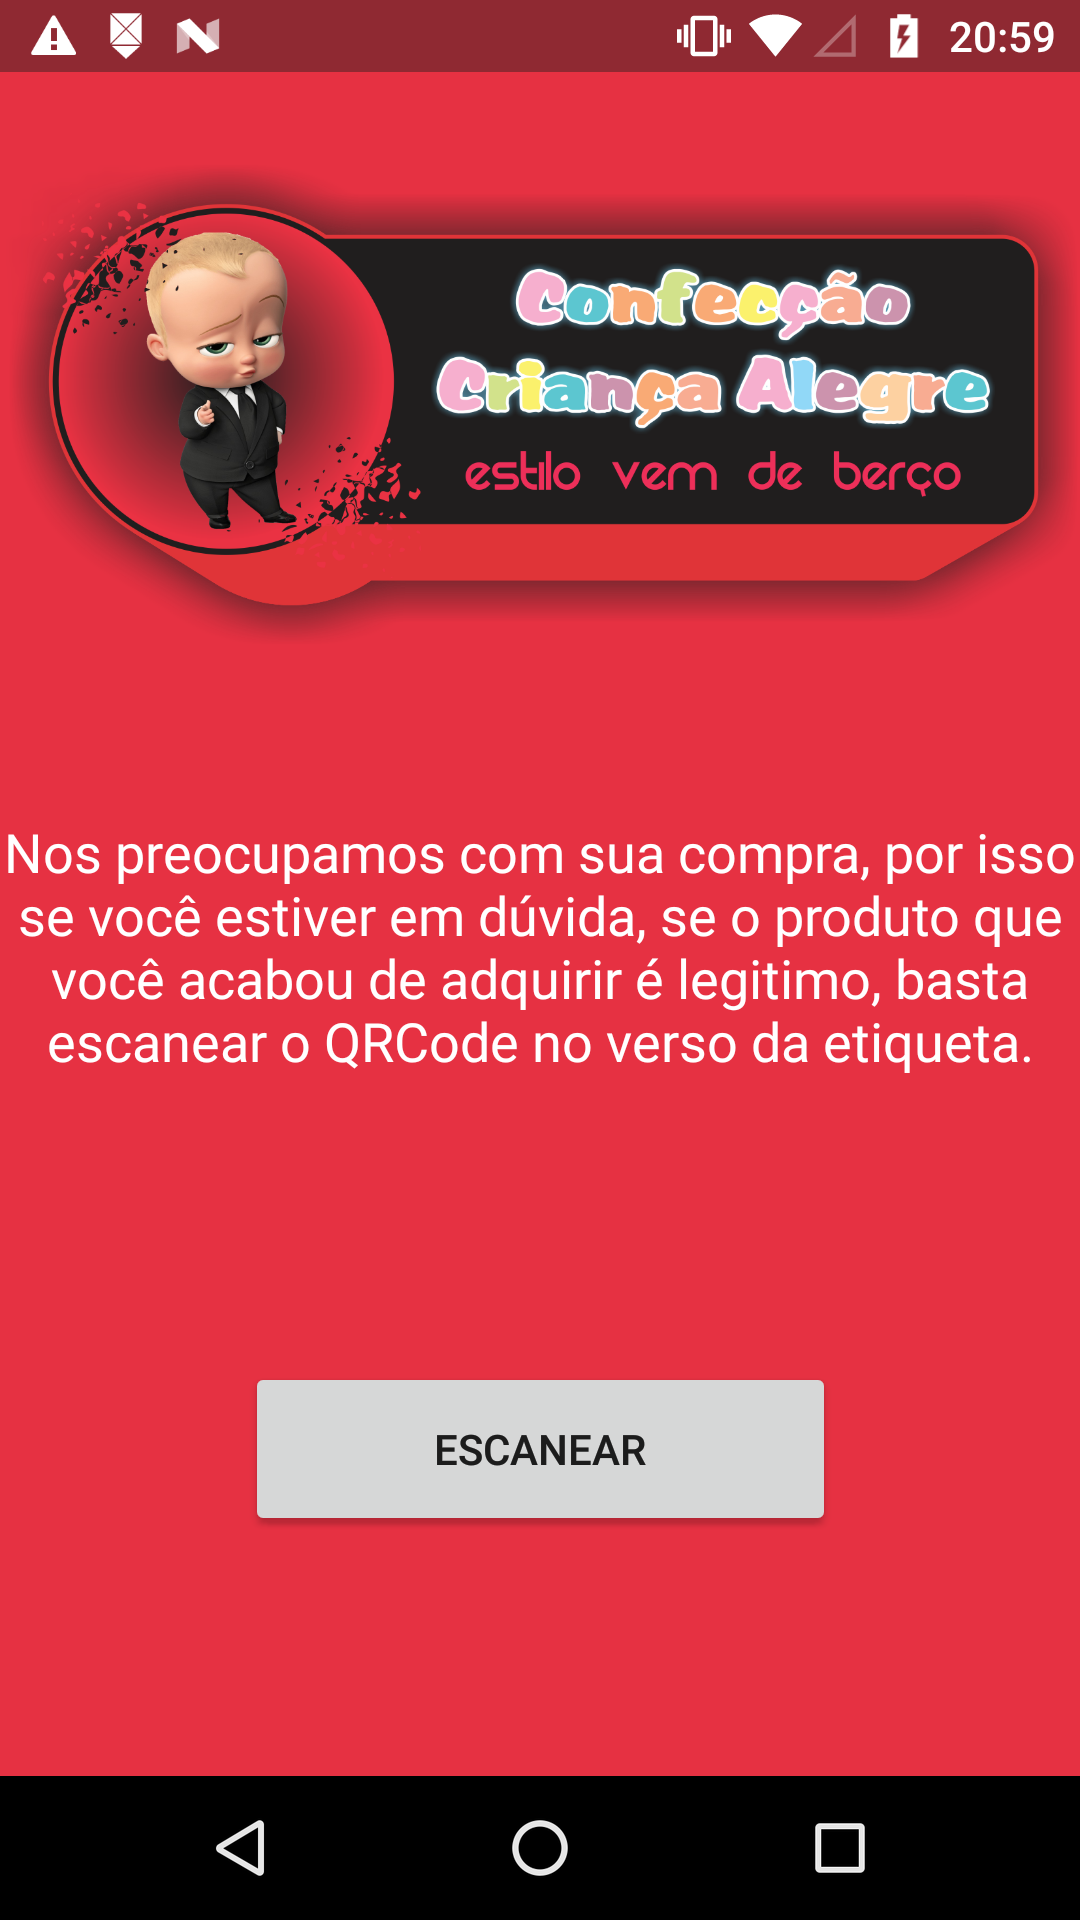 20:59
Confecção
Criança Alegre
estilo vem de berço
Nos preocupamos com sua compra, por isso
se você estiver em dúvida, se o produto que
você acabou de adquirir é legitimo, basta
escanear o QRCode no verso da etiqueta.
ESCANEAR